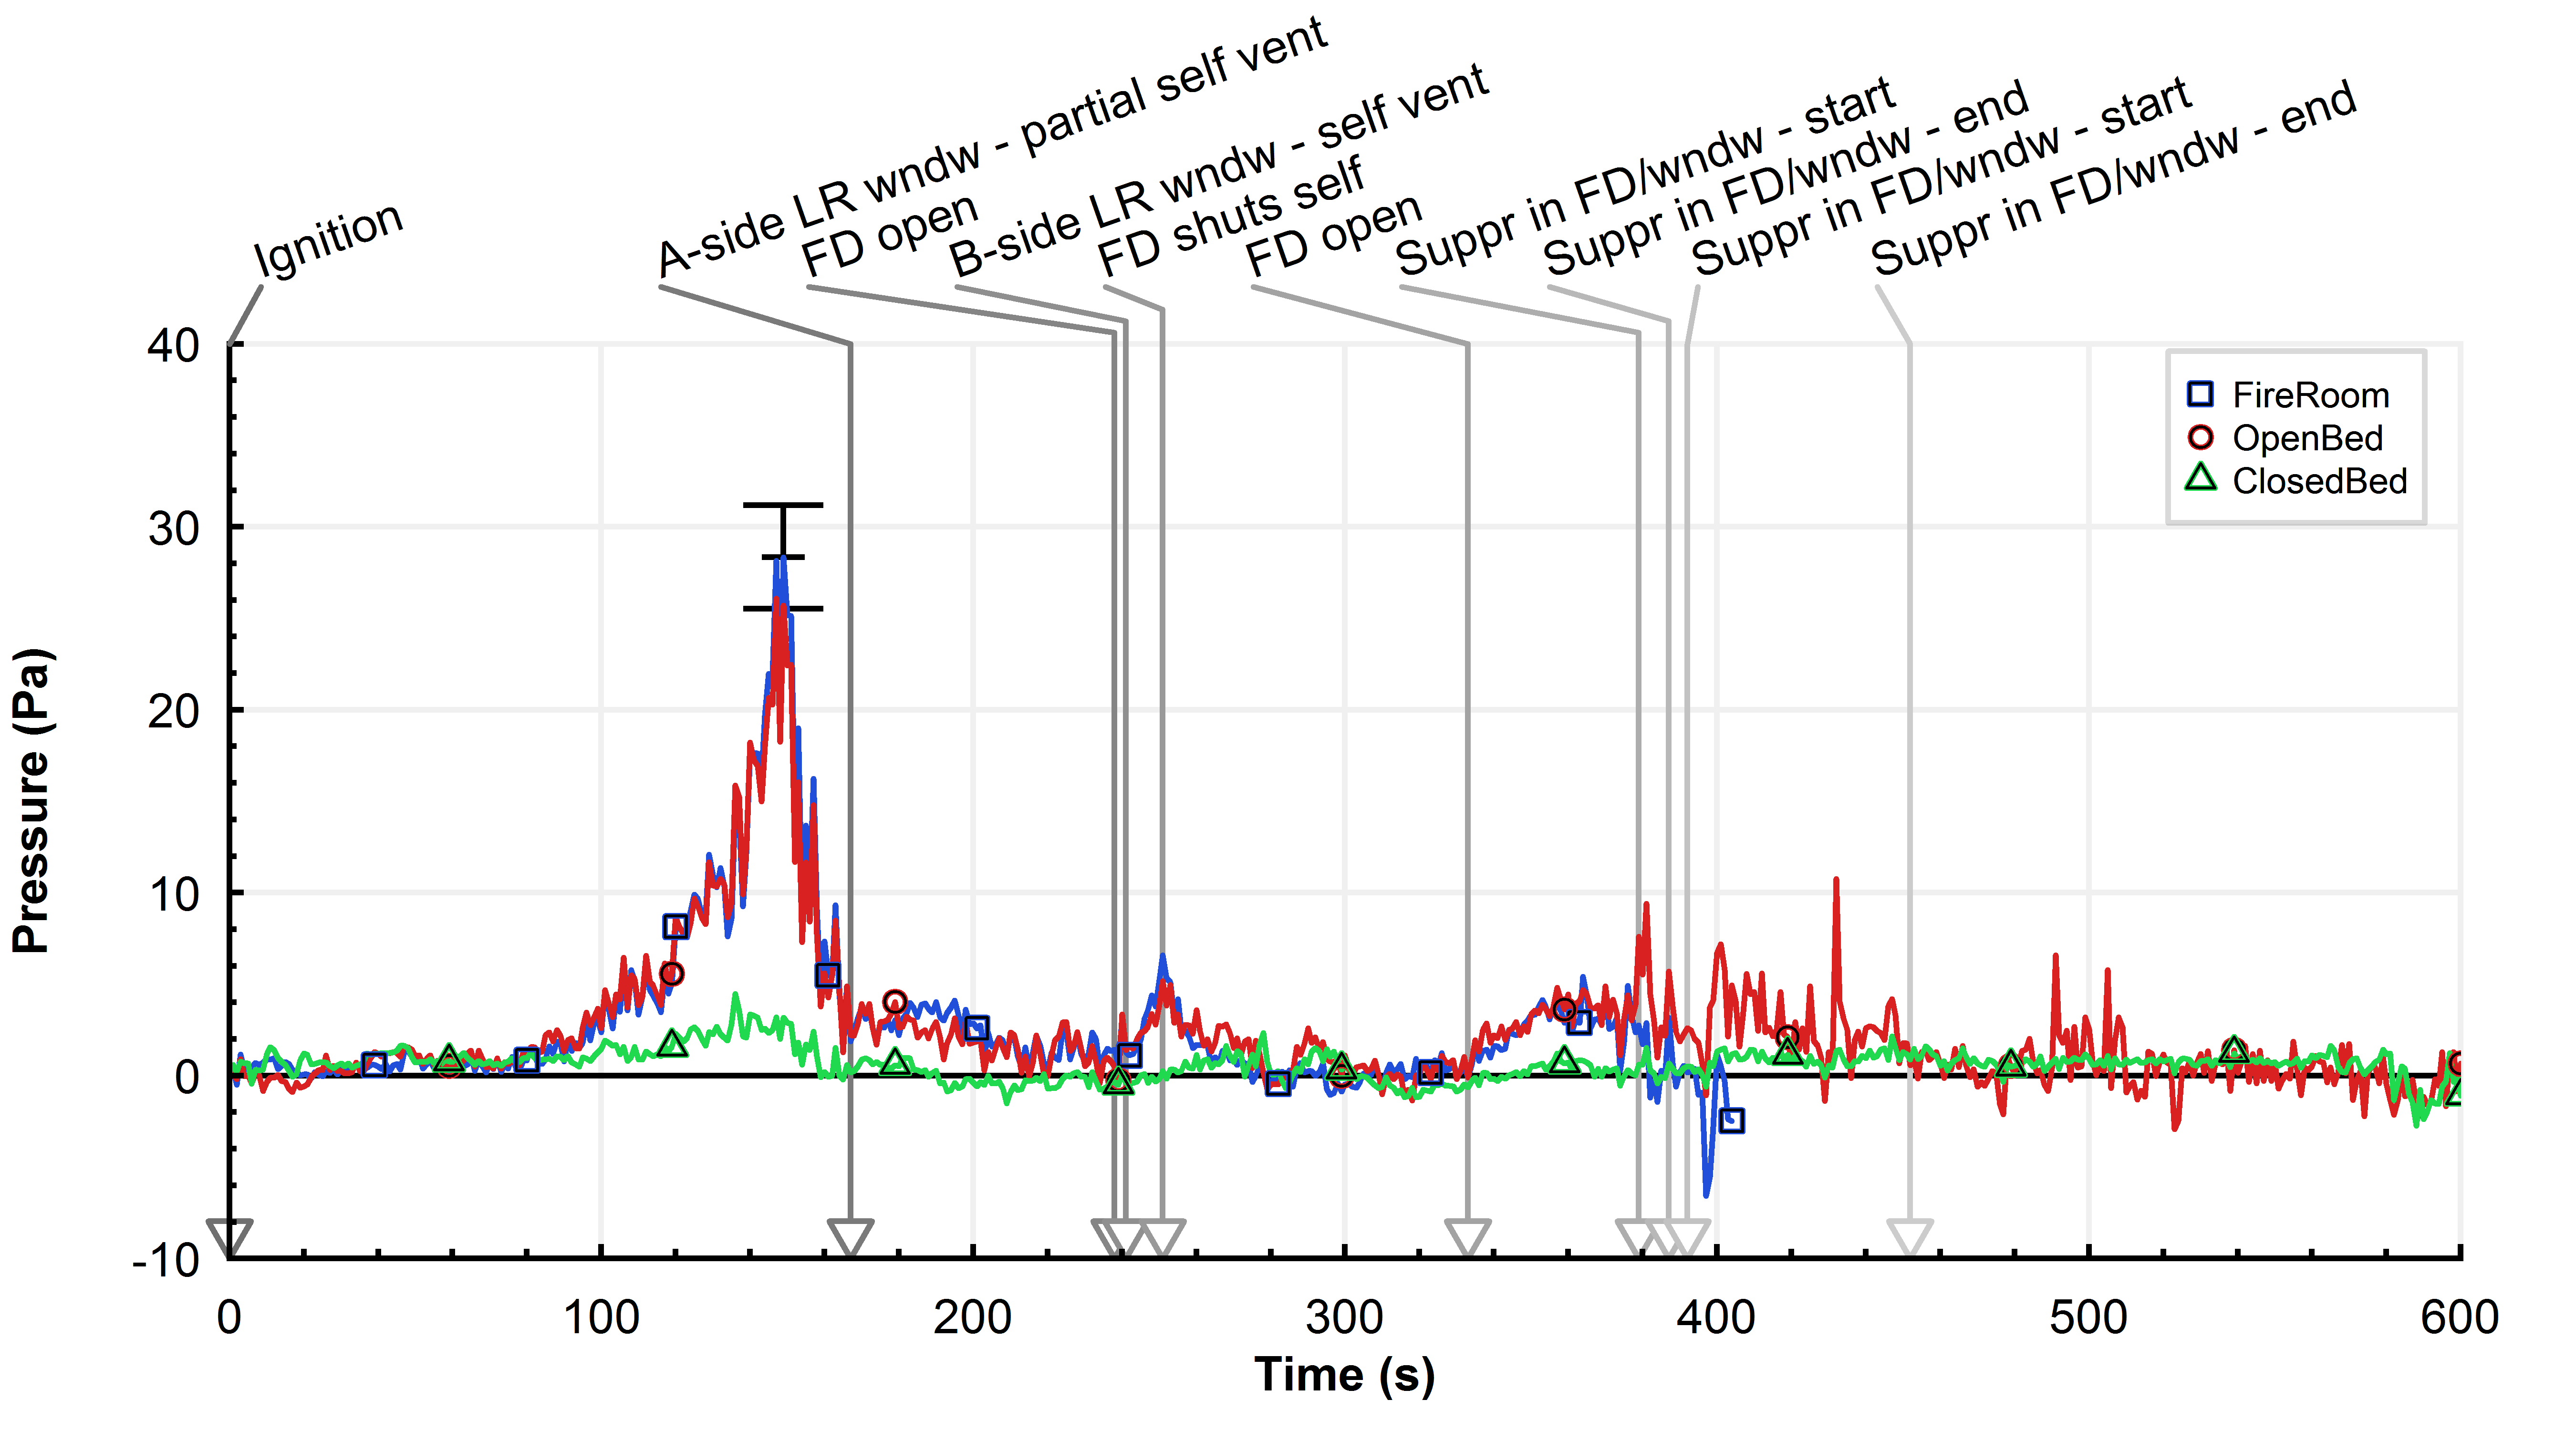 Ignition
A-side LR wndw - partial self vent
FD open
B-side LR wndw - self vent
FD shuts self
FD open
Suppr in FD/wndw - start
Suppr in FD/wndw - end
Suppr in FD/wndw - start
Suppr in FD/wndw - end
40
30
20
10
0
-10
Pressure (Pa)
FireRoom
OpenBed
ClosedBed
0
100
200
300
400
500
600
Time (s)